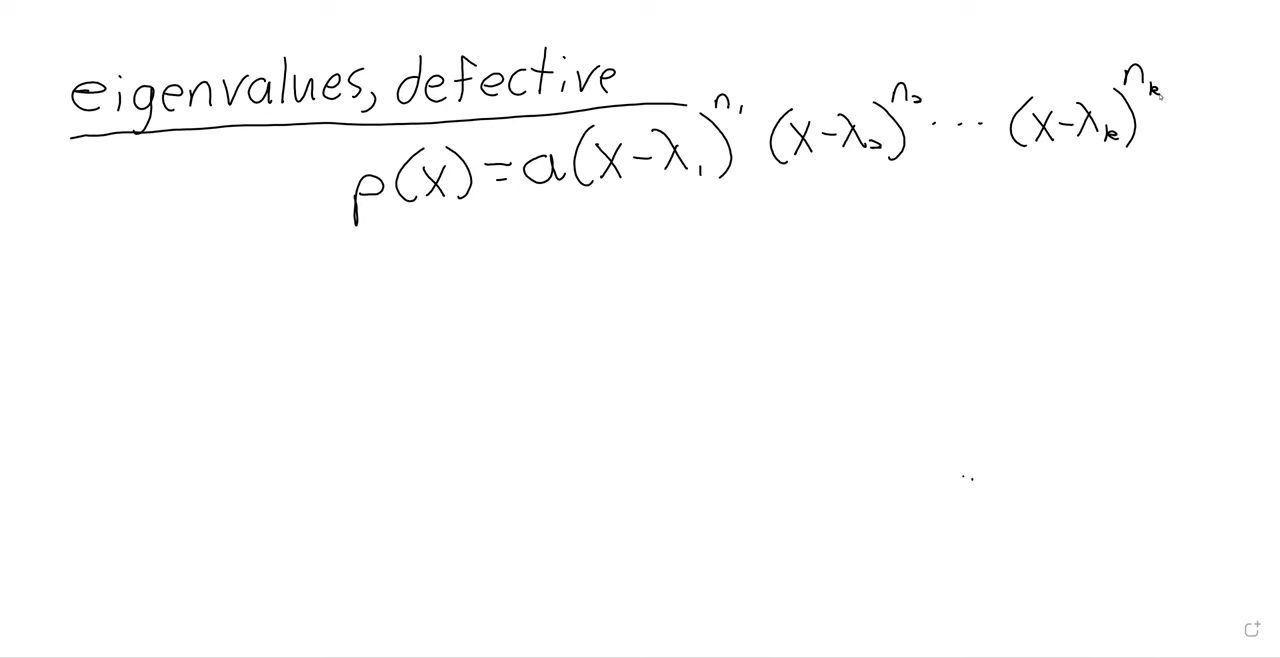 eigenvalues, defective
p(x) = a(x-λ₁)^n₁ (x-λ₂)^n₂ ... (x-λₖ)^nₖ